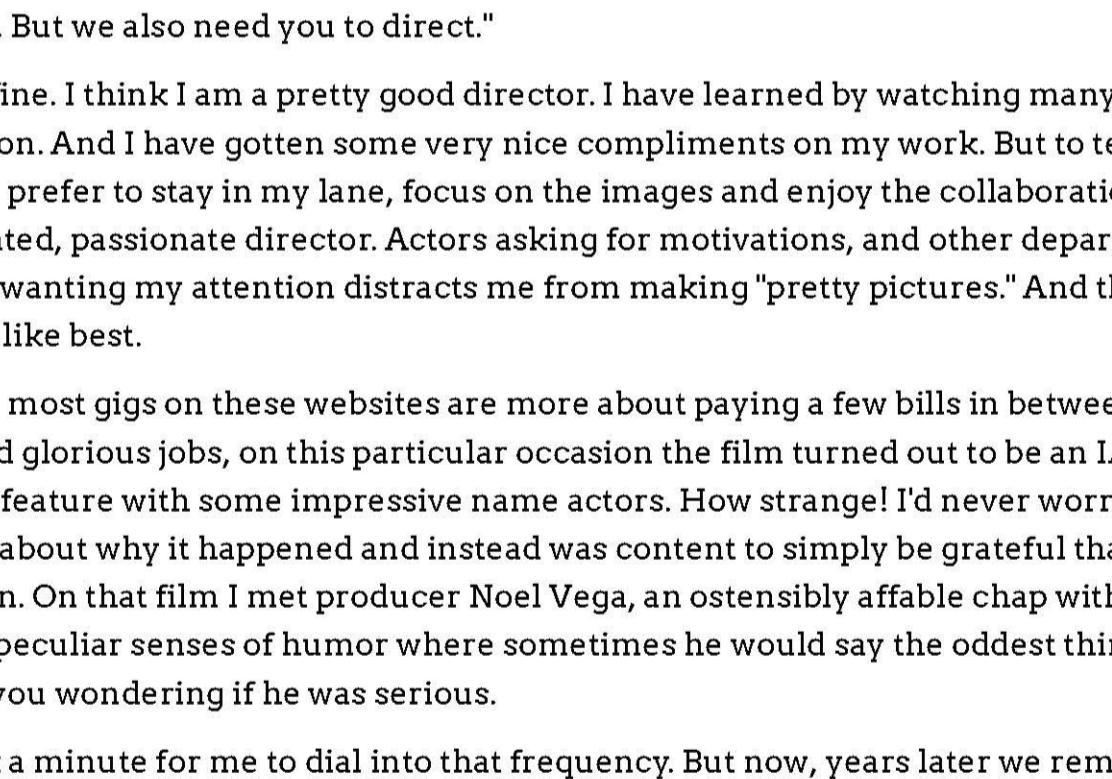 . But we also need you to direct."
ine. I think I am a pretty good director. I have learned by watching many
on. And I have gotten some very nice compliments on my work. But to te
prefer to stay in my lane, focus on the images and enjoy the collaborati
ted, passionate director. Actors asking for motivations, and other depar
wanting my attention distracts me from making "pretty pictures." And t
like best.
most gigs on these websites are more about paying a few bills in betwee
d glorious jobs, on this particular occasion the film turned out to be an
feature with some impressive name actors. How strange! I'd never worr
about why it happened and instead was content to simply be grateful tha
n. On that film I met producer Noel Vega, an ostensibly affable chap with
peculiar senses of humor where sometimes he would say the oddest thin
you wondering if he was serious.
a minute for me to dial into that frequency. But now, years later we rem